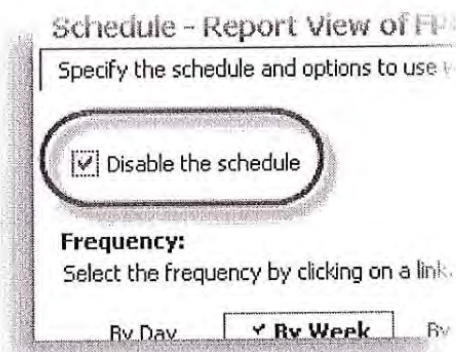 Schedule - Report View of
Specify the schedule and options to use
Disable the schedule
Frequency:
Select the frequency by clicking on a link.
By Day By Week By